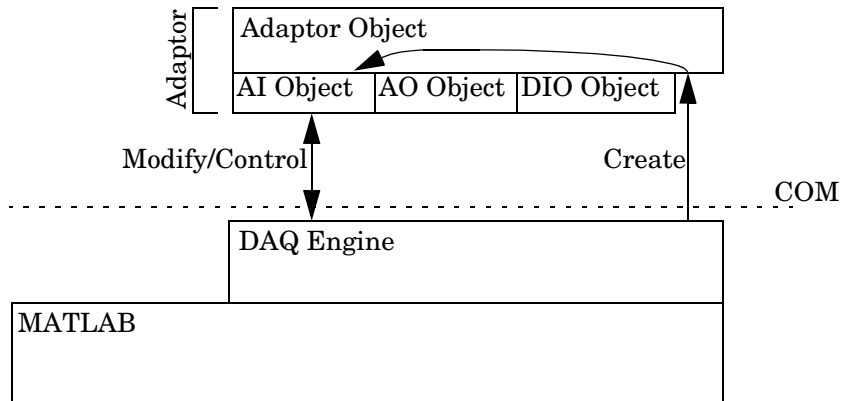 Adaptor
Adaptor Object
AI Object
AO Object
DIO Object
Modify/Control
Create
COM
DAQ Engine
MATLAB